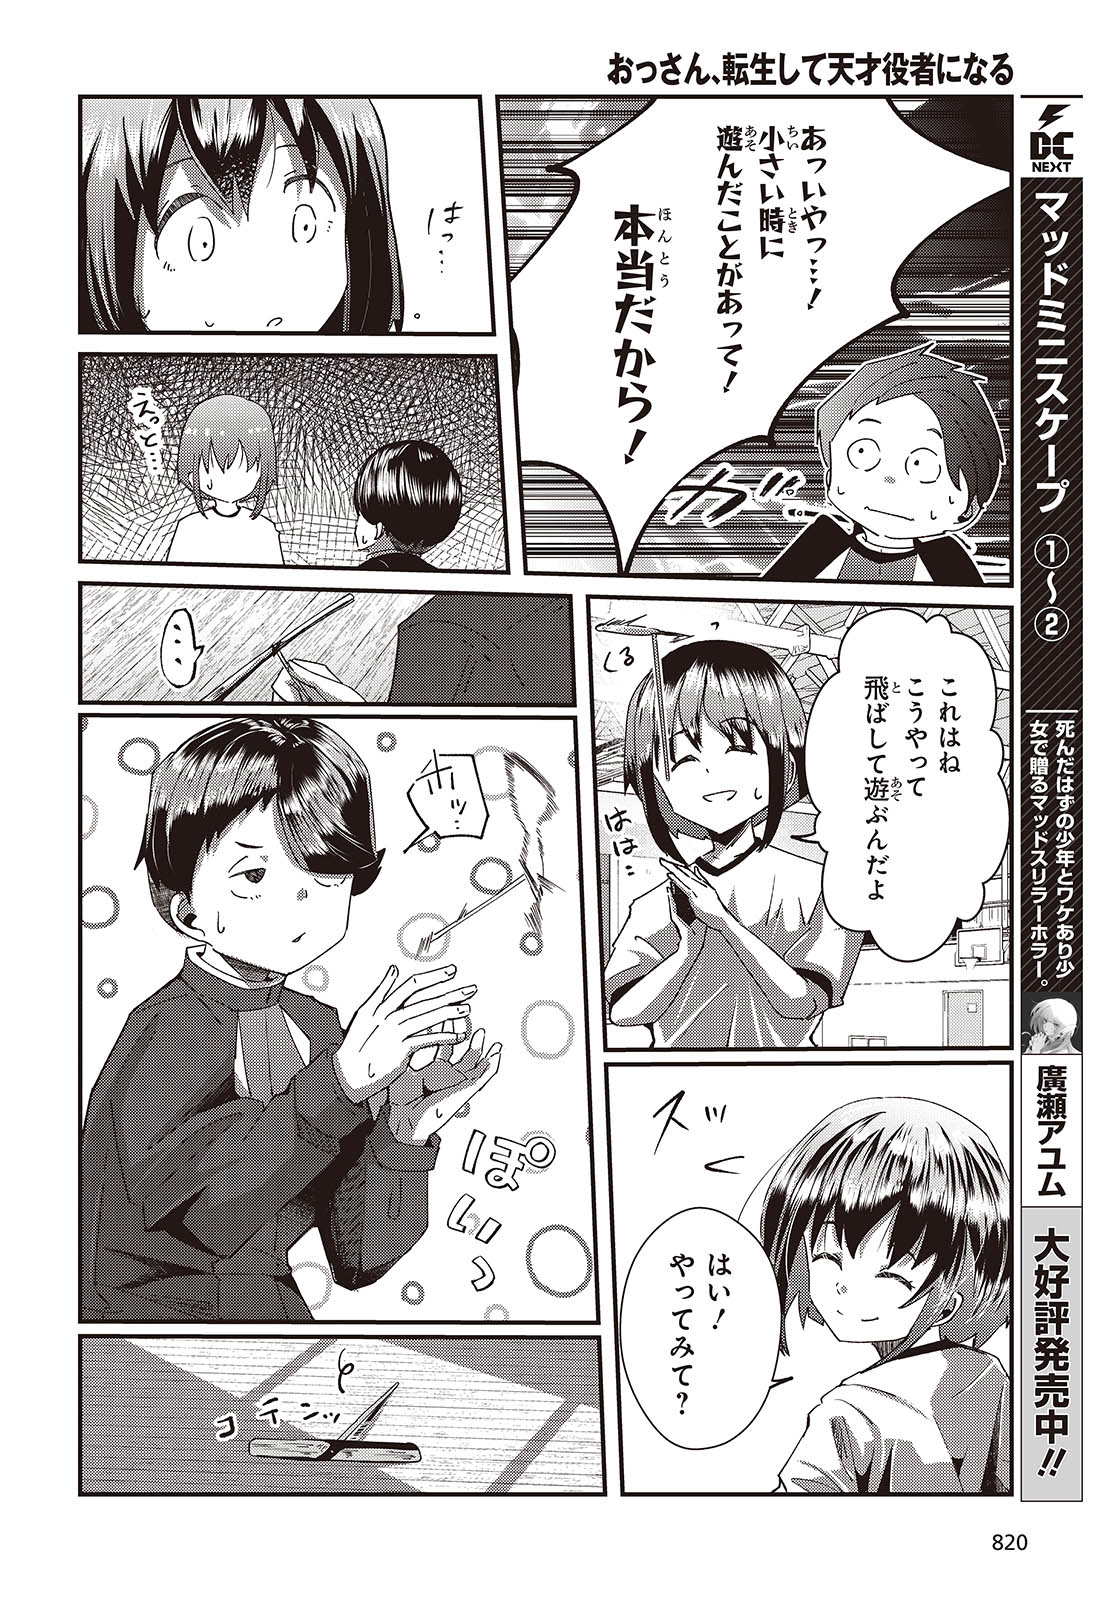 おっさん、転生して天才役者になる
あっいやっ…！
小さい時に
遊んだことがあって！
本当だから！
ガバッ
はっ…。
えっと…
これはね
こうやって
飛ばして遊ぶんだよ
くる
はは…
…
スッ
はい！
やってみて？
ホッ…
ぽいっ
コテンッ
DC
NEXT
マッドミニスケープ ①〜②
死んだはずの少年とワケあり少
女で贈るマッドスリラーホラー。
廣瀬アユム
大好評発売中!!
820